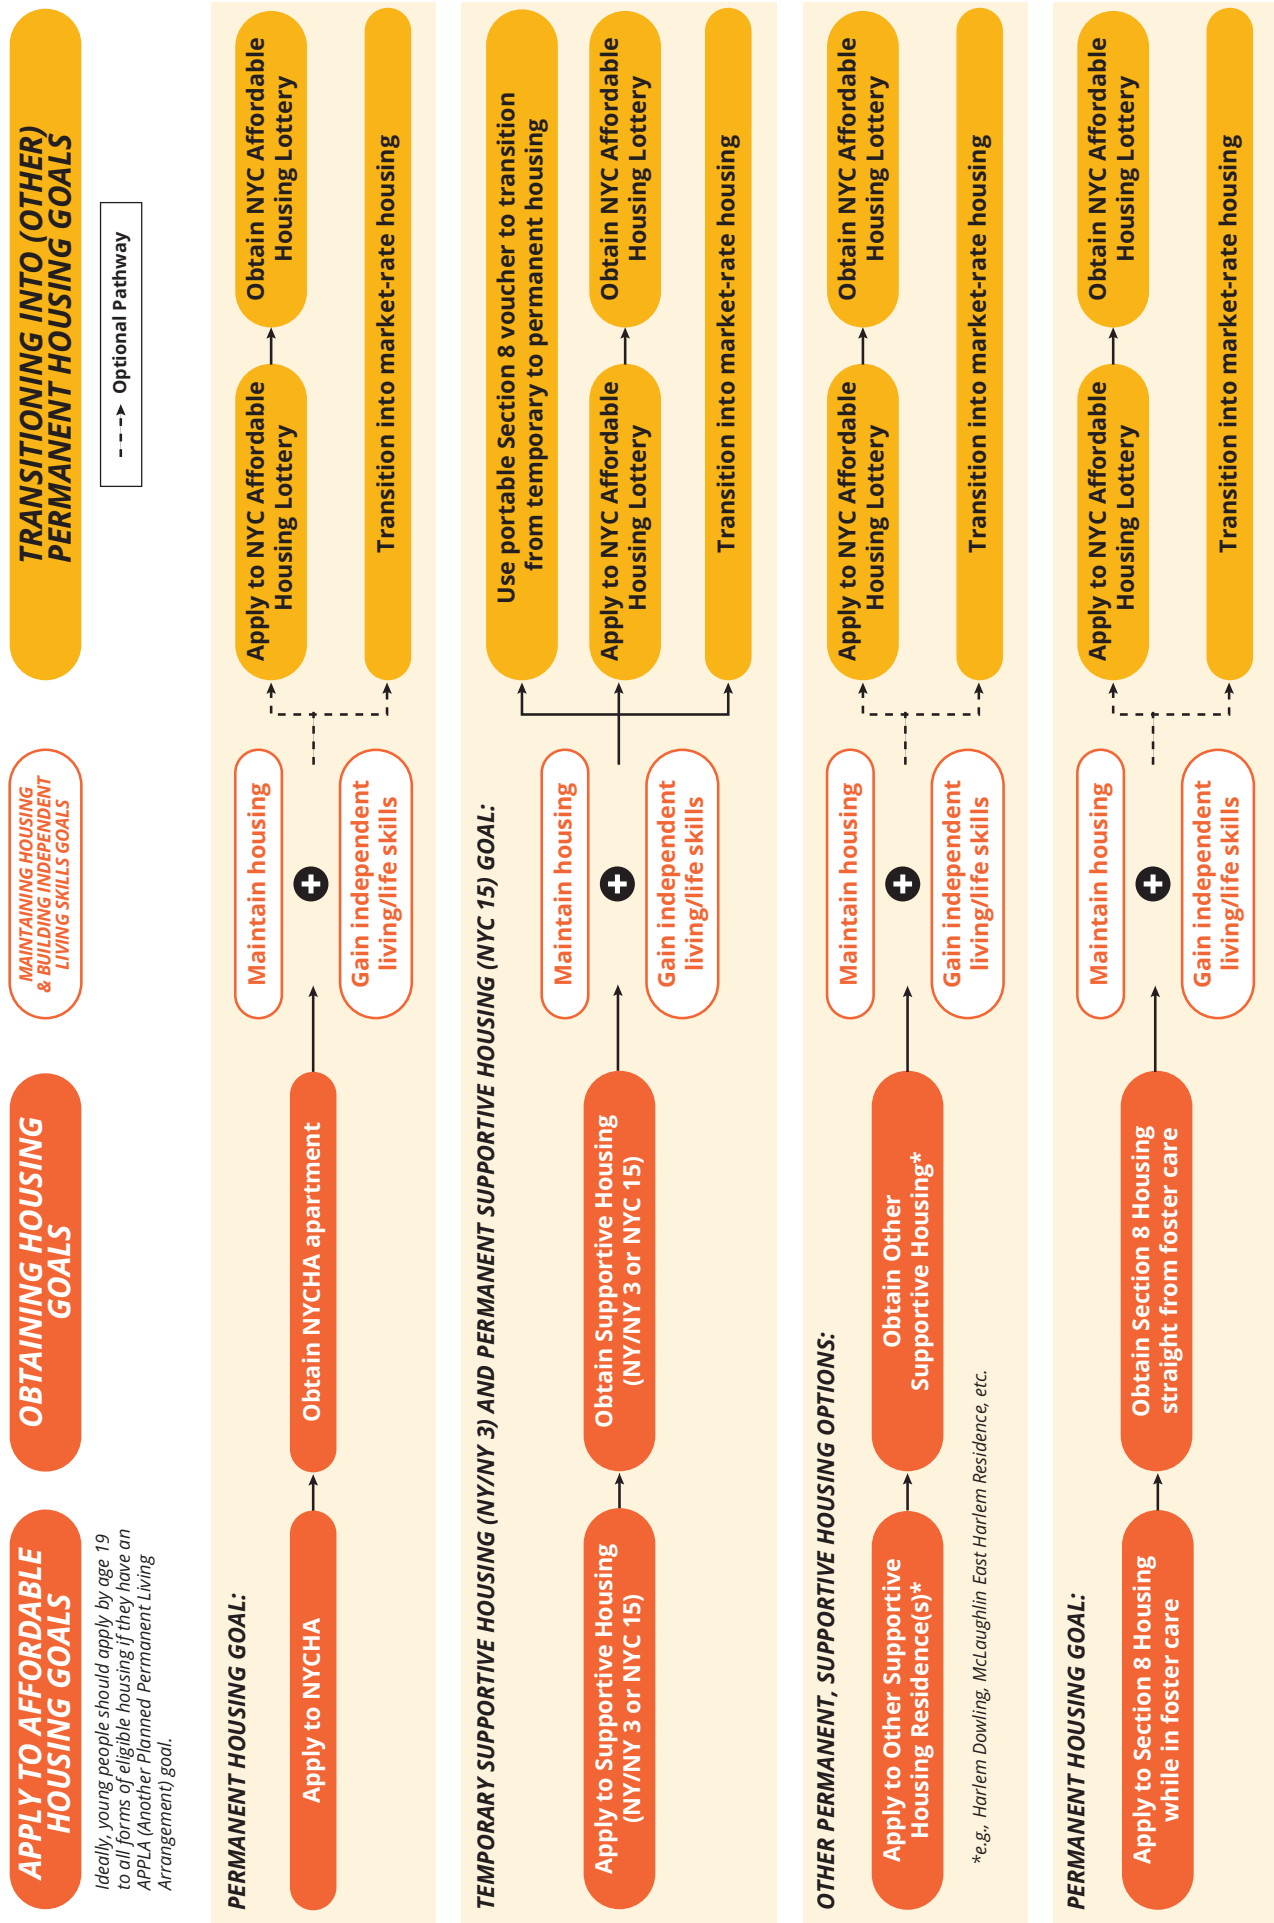 APPLY TO AFFORDABLE
HOUSING GOALS
OBTAINING HOUSING
GOALS
MAINTAINING HOUSING
& BUILDING INDEPENDENT
LIVING SKILLS GOALS
TRANSITIONING INTO (OTHER)
PERMANENT HOUSING GOALS
Ideally, young people should apply by age 19
to all forms of eligible housing if they have an
APPLA (Another Planned Permanent Living
Arrangement) goal.
Optional Pathway
PERMANENT HOUSING GOAL:
Apply to NYCHA
Obtain NYCHA apartment
Maintain housing
+
Gain independent
living/life skills
Apply to NYC Affordable
Housing Lottery
Obtain NYC Affordable
Housing Lottery
Transition into market-rate housing
TEMPORARY SUPPORTIVE HOUSING (NY/NY 3) AND PERMANENT SUPPORTIVE HOUSING (NYC 15) GOAL:
Apply to Supportive Housing
(NY/NY 3 or NYC 15)
Obtain Supportive Housing
(NY/NY 3 or NYC 15)
Maintain housing
+
Gain independent
living/life skills
Use portable Section 8 voucher to transition
from temporary to permanent housing
Apply to NYC Affordable
Housing Lottery
Obtain NYC Affordable
Housing Lottery
Transition into market-rate housing
OTHER PERMANENT, SUPPORTIVE HOUSING OPTIONS:
Apply to Other Supportive
Housing Residence(s)*
Obtain Other
Supportive Housing*
Maintain housing
+
Gain independent
living/life skills
Apply to NYC Affordable
Housing Lottery
Obtain NYC Affordable
Housing Lottery
Transition into market-rate housing
*e.g., Harlem Dowling, McLaughlin East Harlem Residence, etc.
PERMANENT HOUSING GOAL:
Apply to Section 8 Housing
while in foster care
Obtain Section 8 Housing
straight from foster care
Maintain housing
+
Gain independent
living/life skills
Apply to NYC Affordable
Housing Lottery
Obtain NYC Affordable
Housing Lottery
Transition into market-rate housing